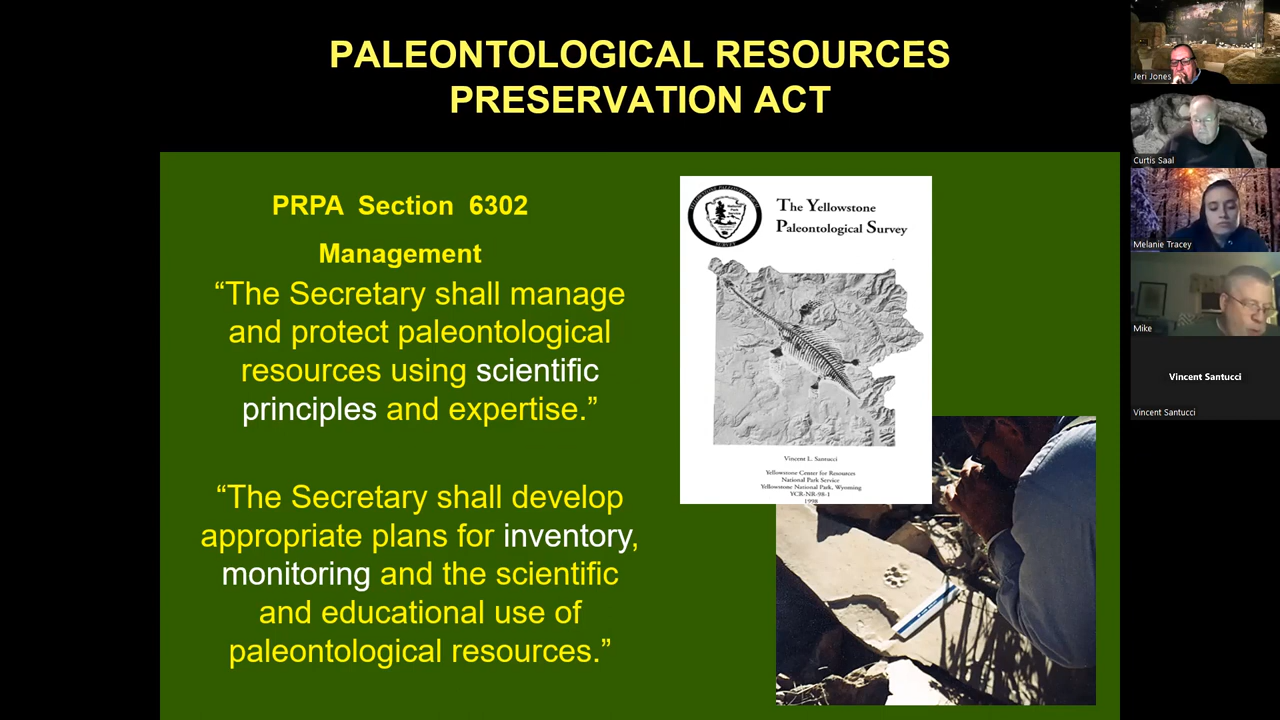 PALEONTOLOGICAL RESOURCES
PRESERVATION ACT
PRPA Section 6302
Management
“The Secretary shall manage
and protect paleontological
resources using scientific
principles and expertise.”
“The Secretary shall develop
appropriate plans for inventory,
monitoring and the scientific
and educational use of
paleontological resources.”
The Yellowstone
Paleontological Survey
Vincent L. Santucci
Yellowstone Center for Resources
National Park Service
Yellowstone National Park, Wyoming
YCR-NR-98-1
1998
Jeri Jones
Curtis Saal
Melanie Tracey
Mike
Vincent Santucci
Vincent Santucci